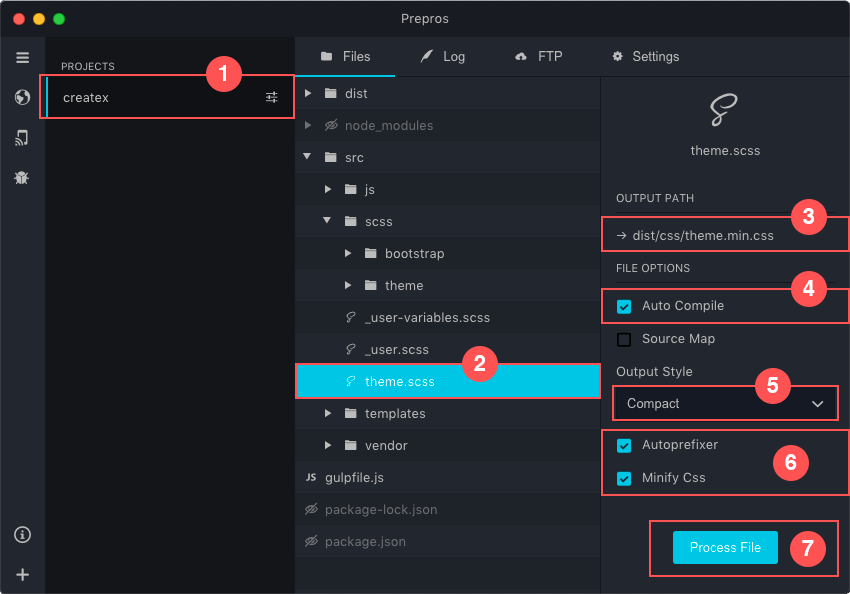 Prepros
PROJECTS
1
createx
Files
Log
FTP
Settings
dist
node_modules
src
js
scss
bootstrap
theme
_user-variables.scss
_user.scss
2
theme.scss
templates
vendor
JS gulpfile.js
package-lock.json
package.json
theme.scss
OUTPUT PATH
3
→ dist/css/theme.min.css
FILE OPTIONS
4
Auto Compile
Source Map
Output Style
5
Compact
Autoprefixer
6
Minify Css
Process File
7